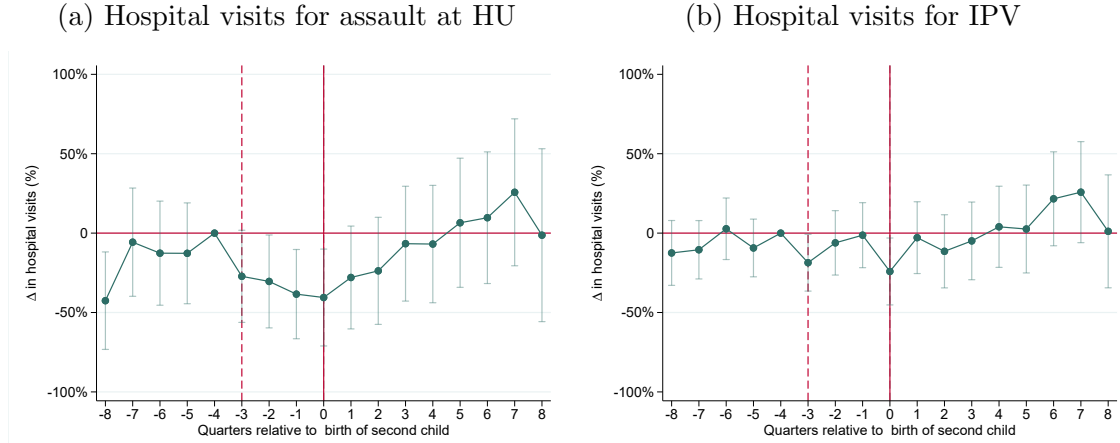 (a) Hospital visits for assault at HU
100%
50%
0
-50%
-100%
Δ in hospital visits (%)
-8 -7 -6 -5 -4 -3 -2 -1 0 1 2 3 4 5 6 7 8
Quarters relative to birth of second child
(b) Hospital visits for IPV
100%
50%
0
-50%
-100%
Δ in hospital visits (%)
-8 -7 -6 -5 -4 -3 -2 -1 0 1 2 3 4 5 6 7 8
Quarters relative to birth of second child